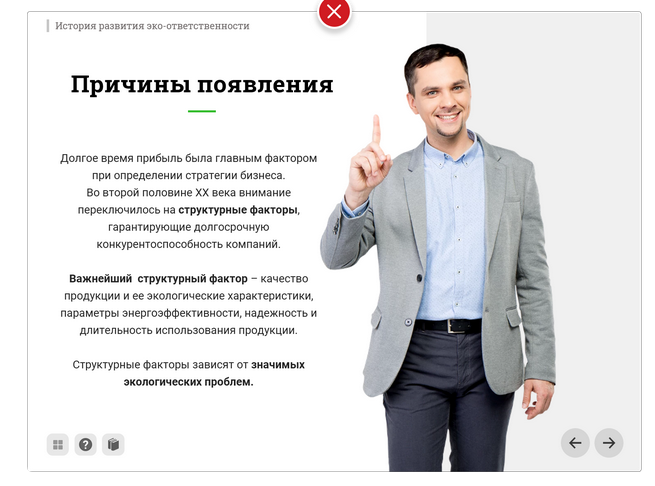 История развития эко-ответственности
Причины появления
Долгое время прибыль была главным фактором
при определении стратегии бизнеса.
Во второй половине XX века внимание
переключилось на структурные факторы,
гарантирующие долгосрочную
конкурентоспособность компаний.
Важнейший структурный фактор – качество
продукции и ее экологические характеристики,
параметры энергоэффективности, надежность и
длительность использования продукции.
Структурные факторы зависят от значимых
экологических проблем.
?